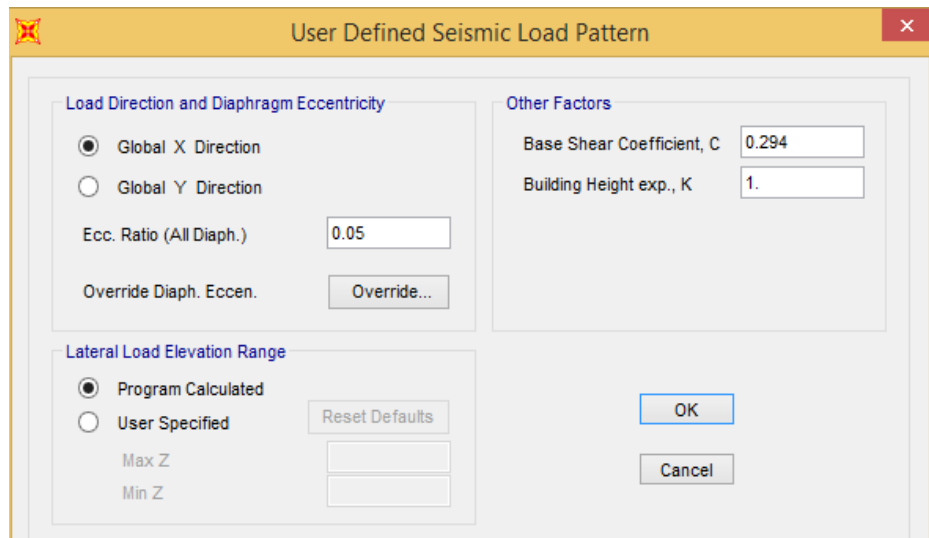 User Defined Seismic Load Pattern
Load Direction and Diaphragm Eccentricity
Global X Direction
Global Y Direction
Ecc. Ratio (All Diaph.) 0.05
Override Diaph. Eccen. Override...
Other Factors
Base Shear Coefficient, C 0.294
Building Height exp., K 1.
Lateral Load Elevation Range
Program Calculated
User Specified Reset Defaults
Max Z
Min Z
OK
Cancel